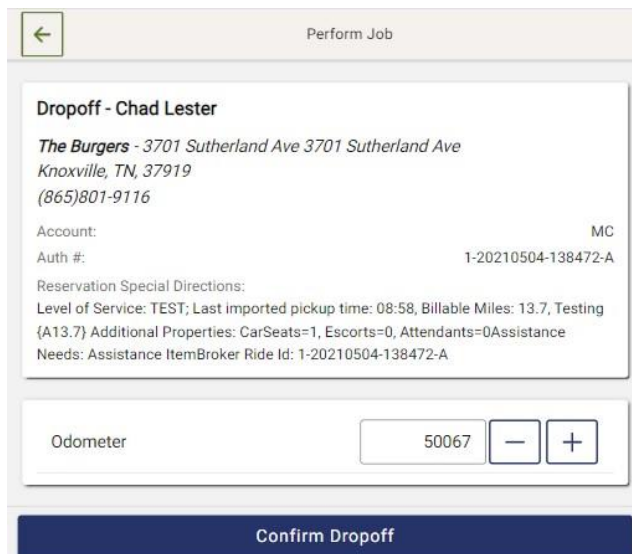 Perform Job
Dropoff - Chad Lester
The Burgers - 3701 Sutherland Ave 3701 Sutherland Ave
Knoxville, TN, 37919
(865)801-9116
Account: MC
Auth #: 1-20210504-138472-A
Reservation Special Directions:
Level of Service: TEST; Last imported pickup time: 08:58, Billable Miles: 13.7, Testing
{A13.7} Additional Properties: CarSeats=1, Escorts=0, Attendants=0Assistance
Needs: Assistance ItemBroker Ride Id: 1-20210504-138472-A
Odometer 50067
Confirm Dropoff